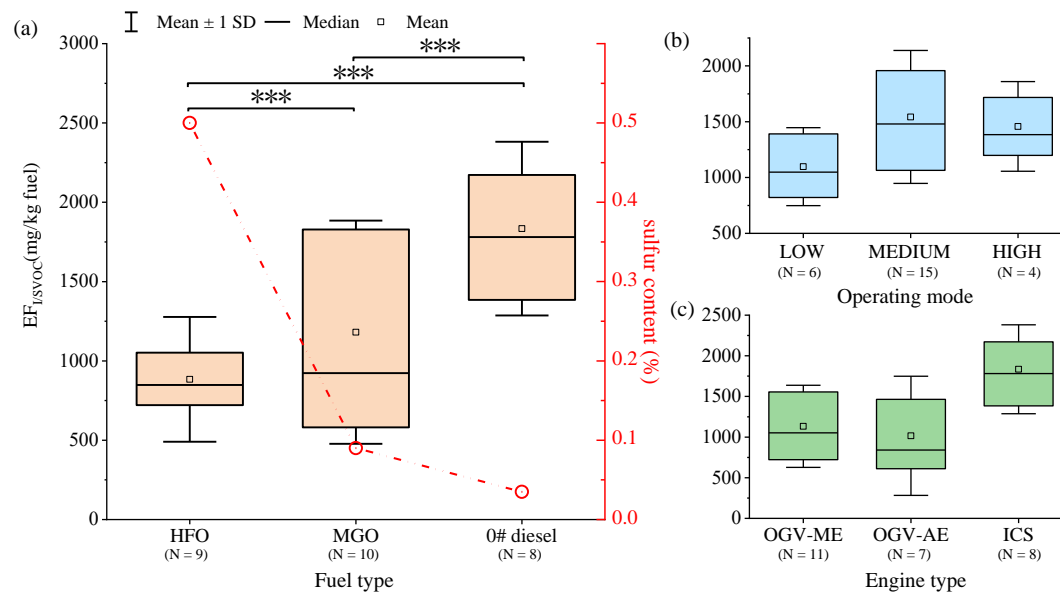 (a)
Mean ± 1 SD
Median
Mean
EF_I/SVOC(mg/kg fuel)
3000
2500
2000
1500
1000
500
0
***
***
***
0.5
0.4
0.3
0.2
0.1
0.0
sulfur content (%)
HFO
(N = 9)
MGO
(N = 10)
0# diesel
(N = 8)
Fuel type
(b)
2000
1500
1000
500
LOW
(N = 6)
MEDIUM
(N = 15)
HIGH
(N = 4)
Operating mode
(c)
2500
2000
1500
1000
500
0
OGV-ME
(N = 11)
OGV-AE
(N = 7)
ICS
(N = 8)
Engine type